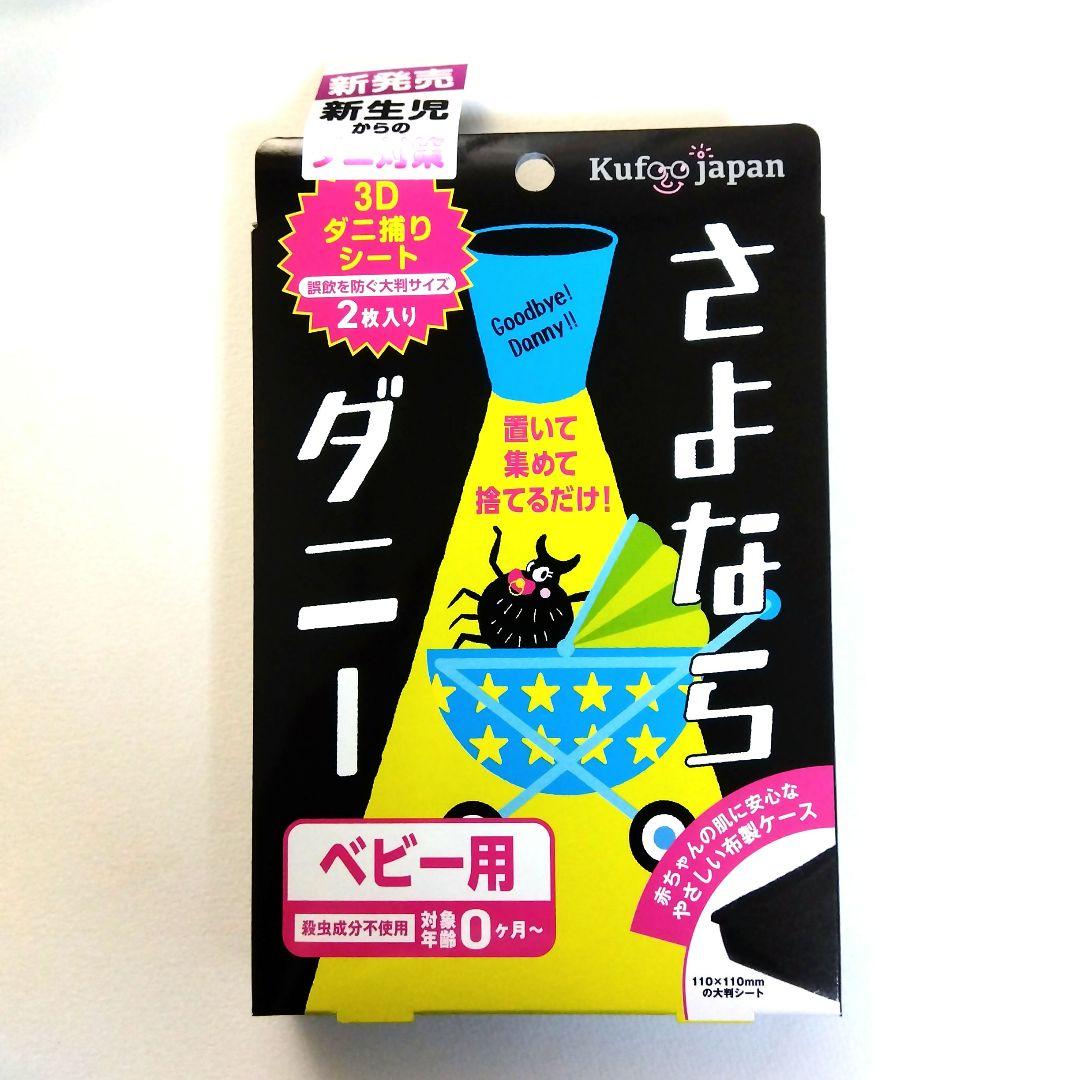 新発売
新生児
からの
ダニ対策
3D
ダニ捕り
シート
誤飲を防ぐ大判サイズ
2枚入り
Kufoo japan
さよなら
ダニー
Goodbye!
Danny!!
置いて
集めて
捨てるだけ!
ベビー用
殺虫成分不使用
対象年齢0ヶ月~
赤ちゃんの肌に安心な
やさしい布製ケース
110×110mm
の大判シート